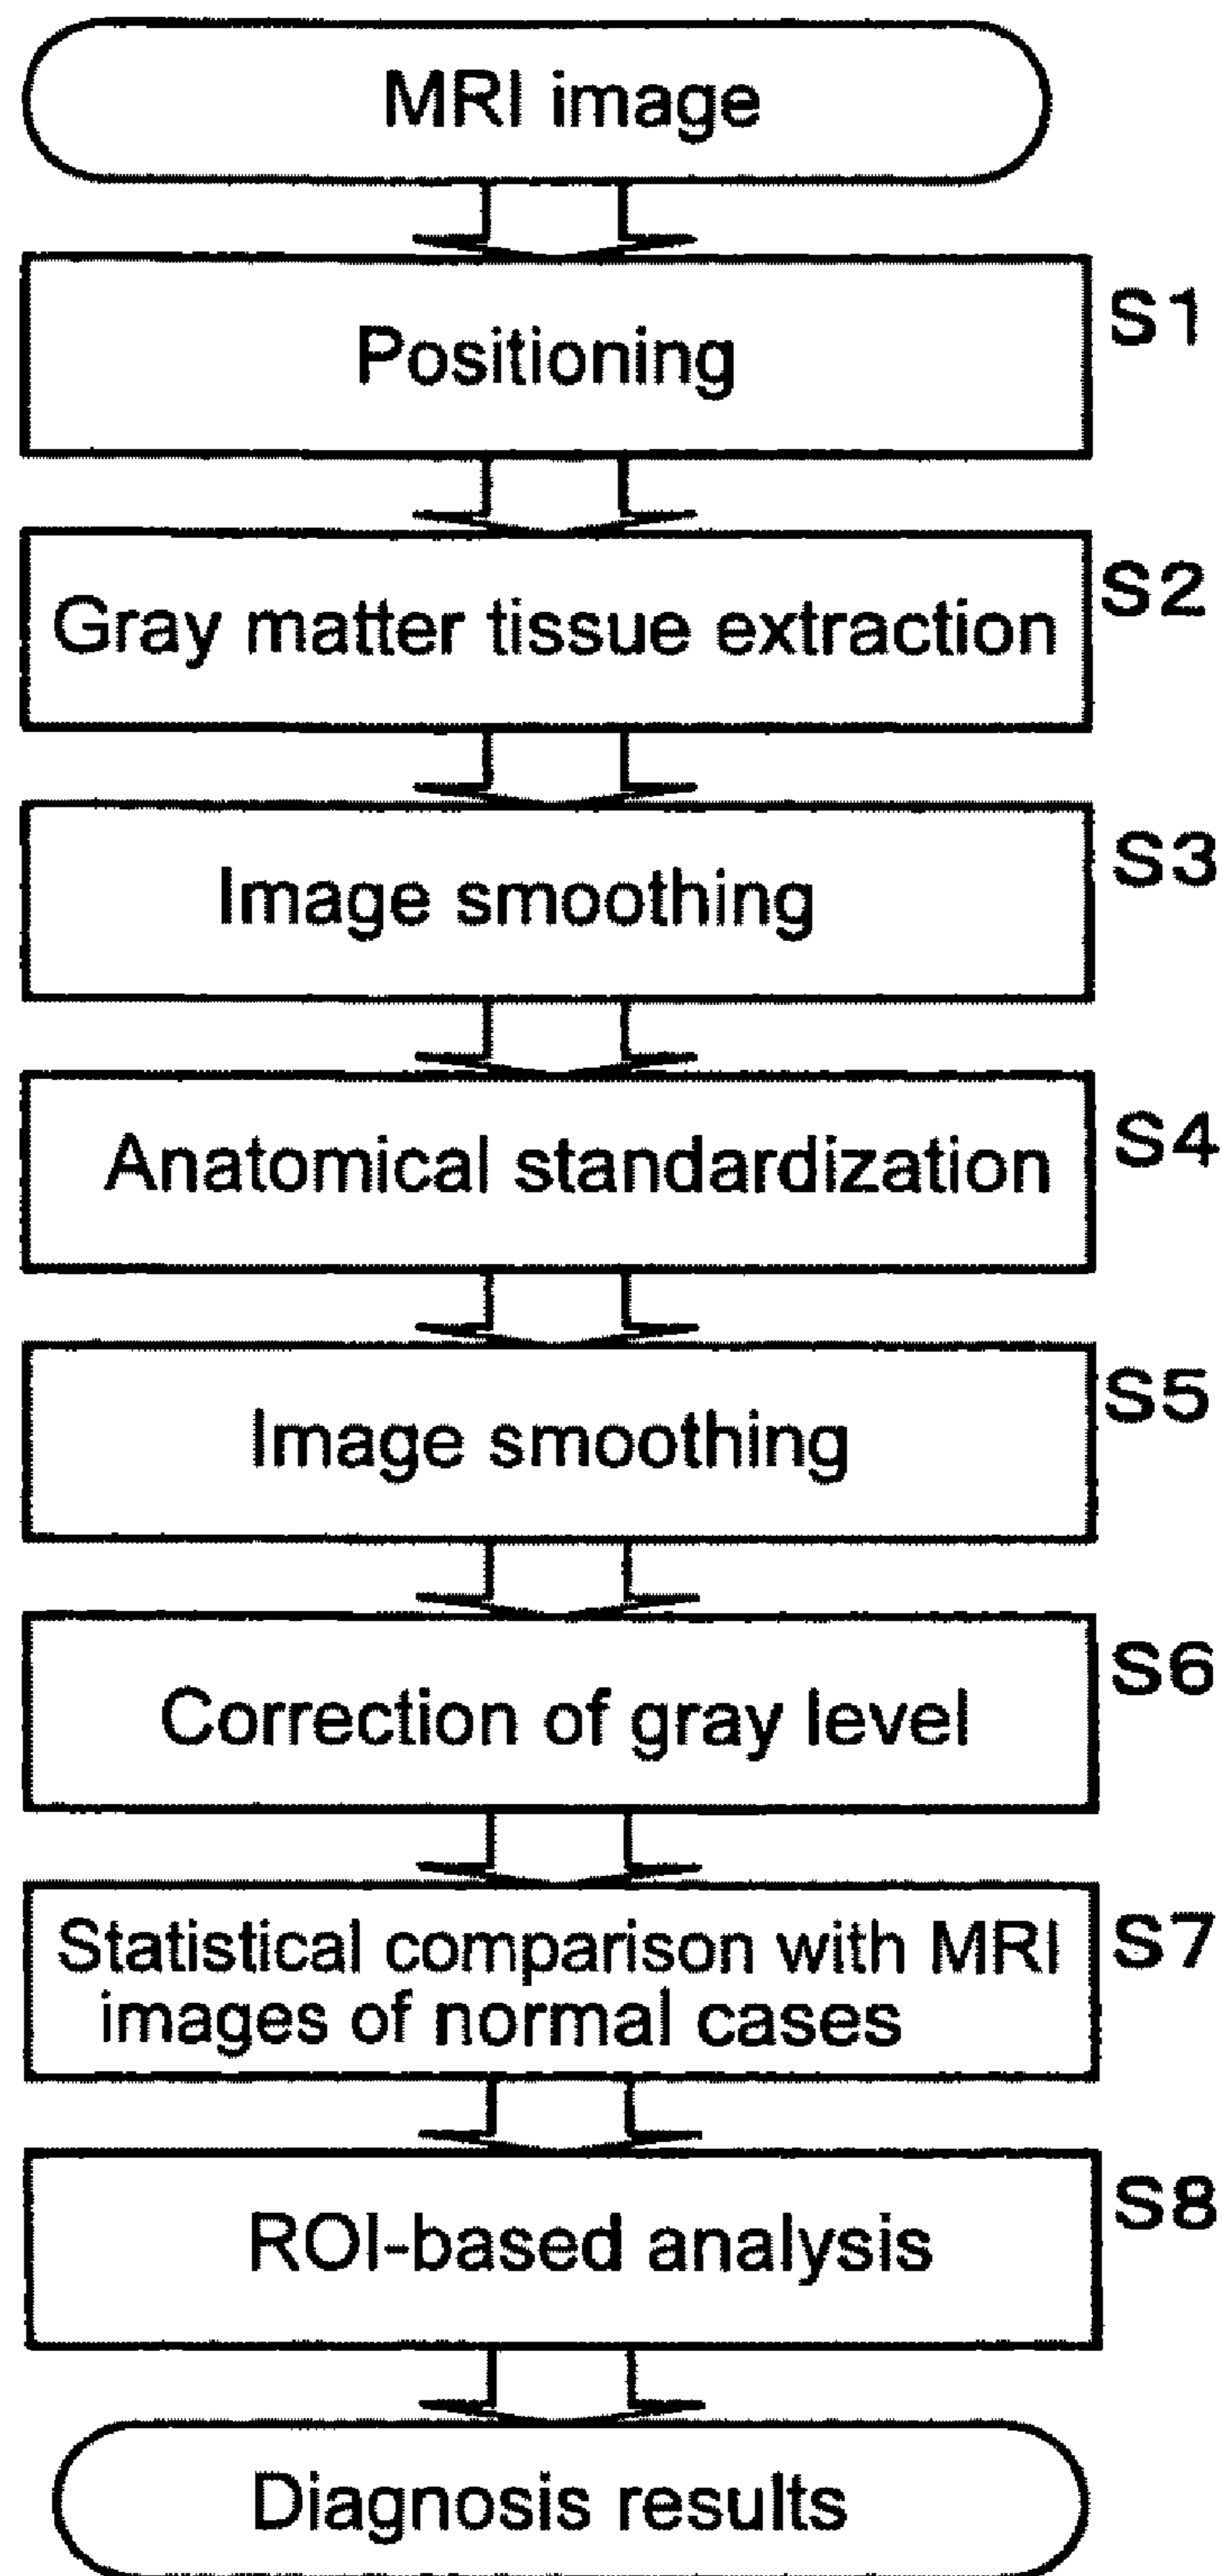 MRI image
Positioning
S1
Gray matter tissue extraction
S2
Image smoothing
S3
Anatomical standardization
S4
Image smoothing
S5
Correction of gray level
S6
Statistical comparison with MRI
images of normal cases
S7
ROI-based analysis
S8
Diagnosis results